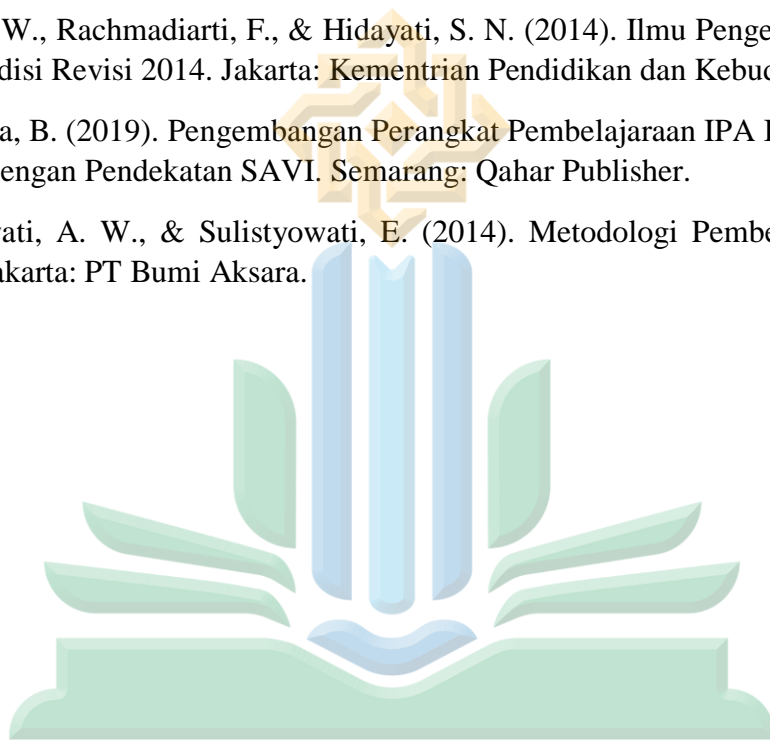 W., Rachmadiarti, F., & Hidayati, S. N. (2014). Ilmu Penge
disi Revisi 2014. Jakarta: Kementrian Pendidikan dan Kebud
a, B. (2019). Pengembangan Perangkat Pembelajaraan IPA
engan Pendekatan SAVI. Semarang: Qahar Publisher.
ati, A. W., & Sulistyowati, E. (2014). Metodologi Pembe
akarta: PT Bumi Aksara.